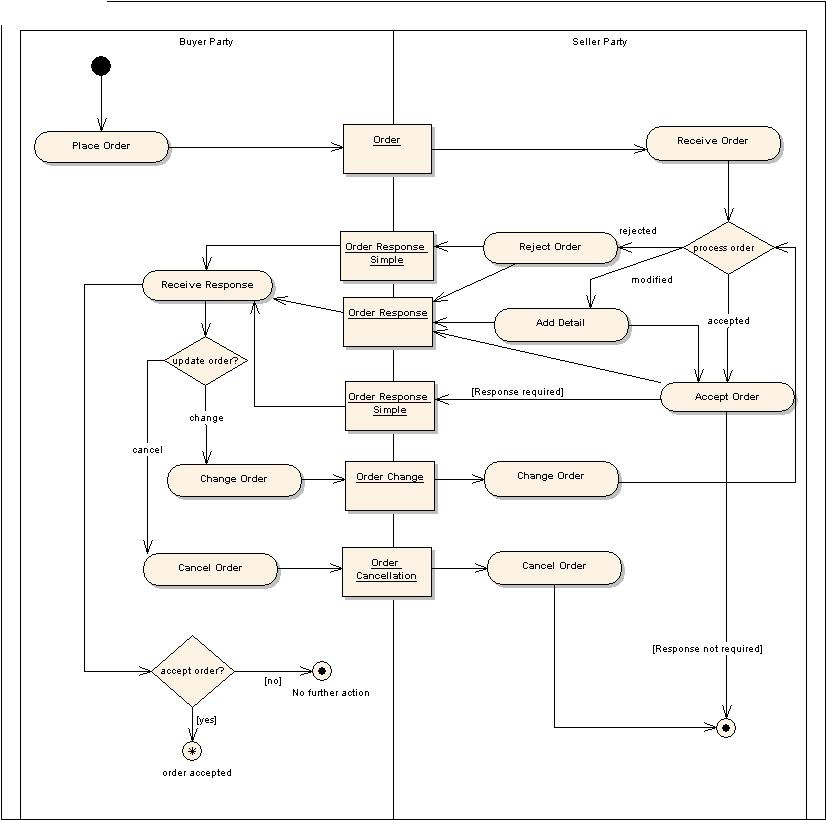 Buyer Party
Seller Party
Place Order
Order
Receive Order
rejected
Order Response
Simple
Reject Order
process order
Receive Response
modified
Order Response
Add Detail
accepted
update order?
Order Response
Simple
[Response required]
Accept Order
change
cancel
Change Order
Order Change
Change Order
Cancel Order
Order
Cancellation
Cancel Order
[Response not required]
accept order?
[no]
No further action
[yes]
order accepted